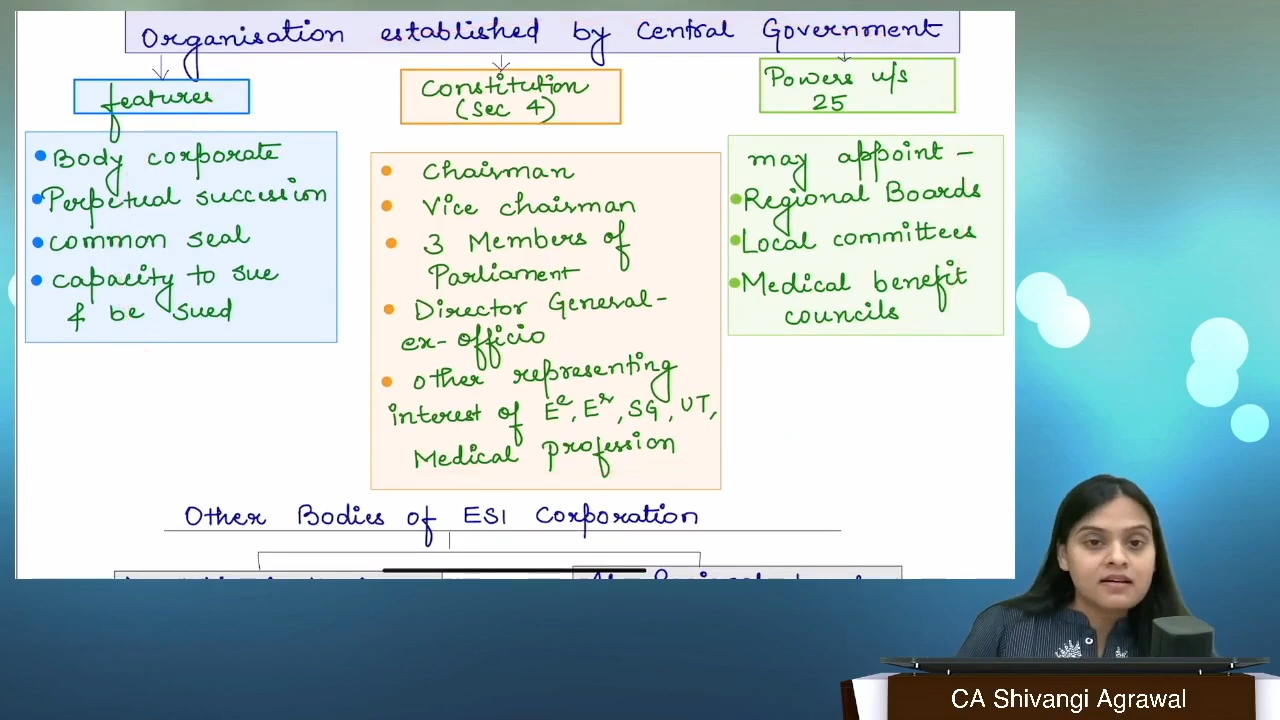 Organisation established by Central Government
features
Body corporate
Perpetual succession
common seal
capacity to sue
& be sued
Constitution
(Sec 4)
Chairman
Vice chairman
3 Members of
Parliament
Director General-
ex-officio
other representing
interest of Ee, Er, SG, UT,
Medical profession
Powers u/s
25
may appoint -
Regional Boards
Local committees
Medical benefit
councils
Other Bodies of ESI Corporation
CA Shivangi Agrawal